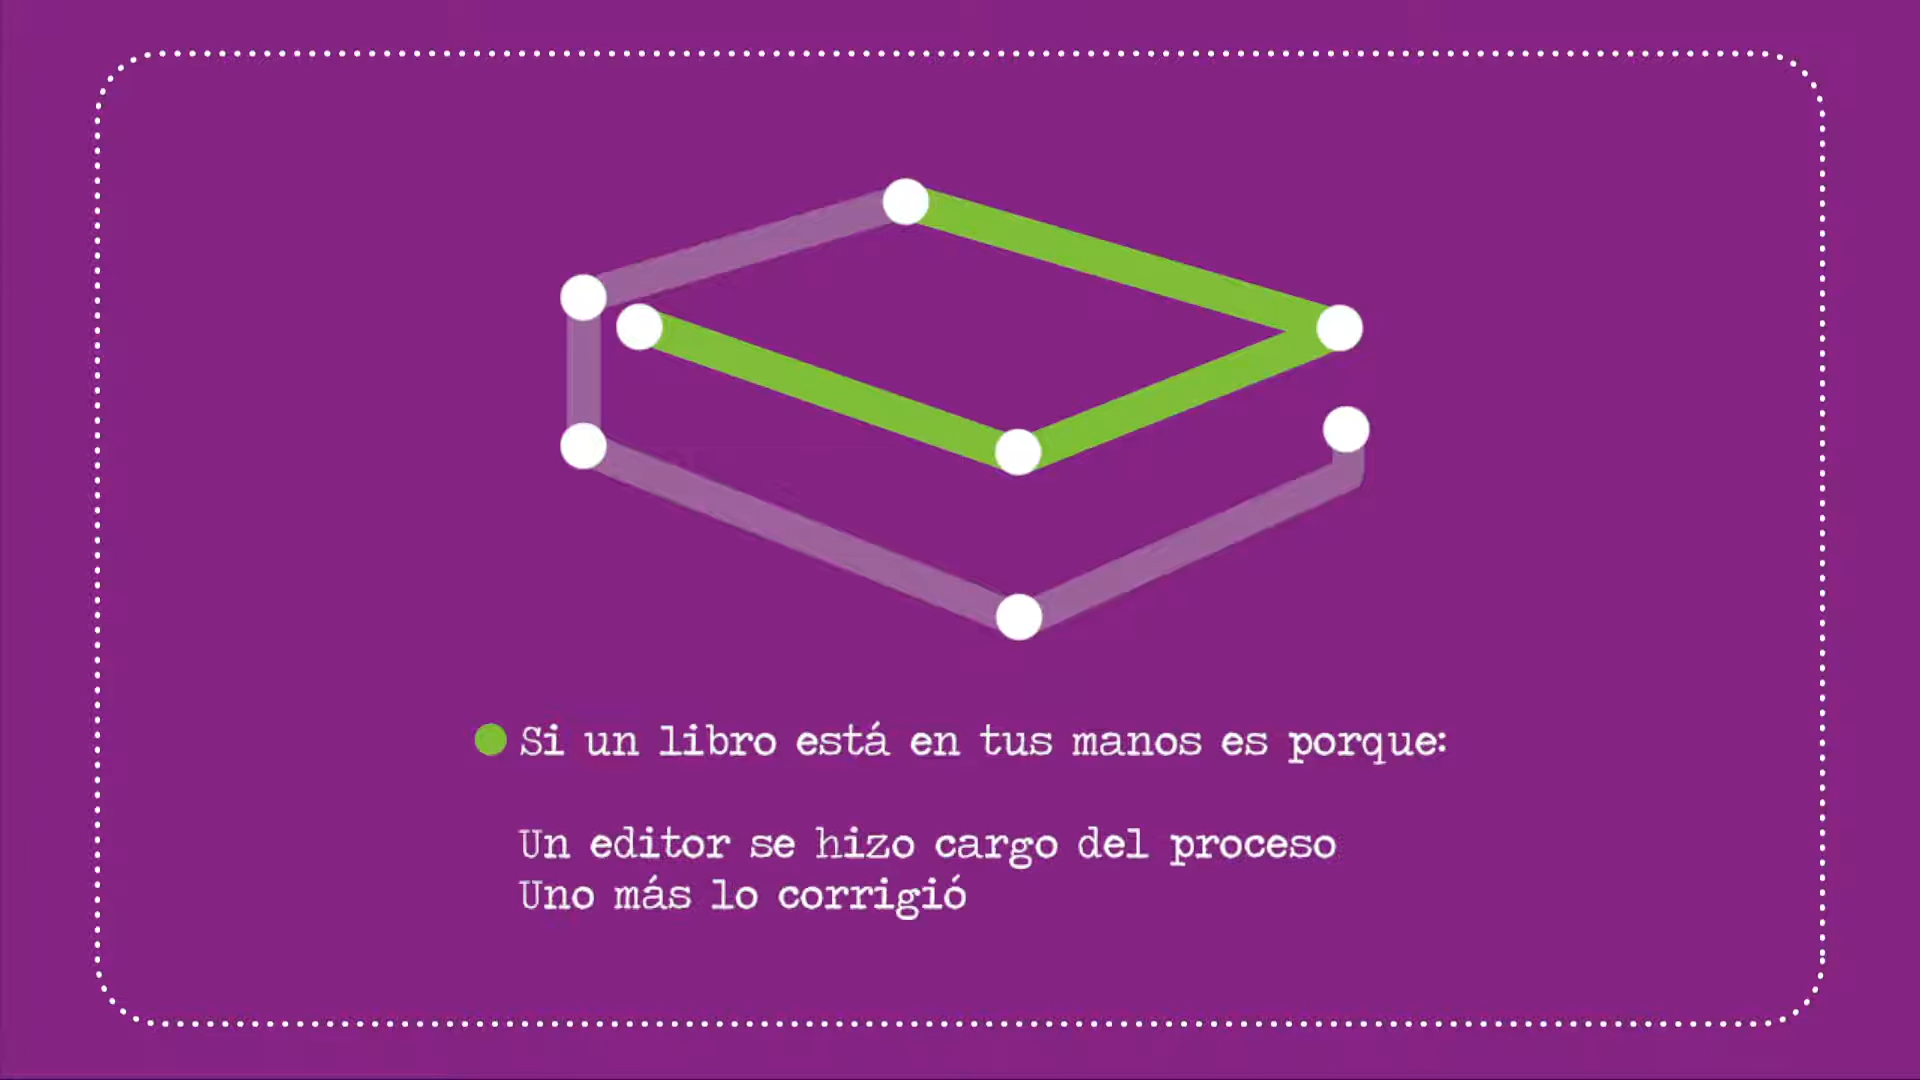 Si un libro está en tus manos es porque:
Un editor se hizo cargo del proceso
Uno más lo corrigió